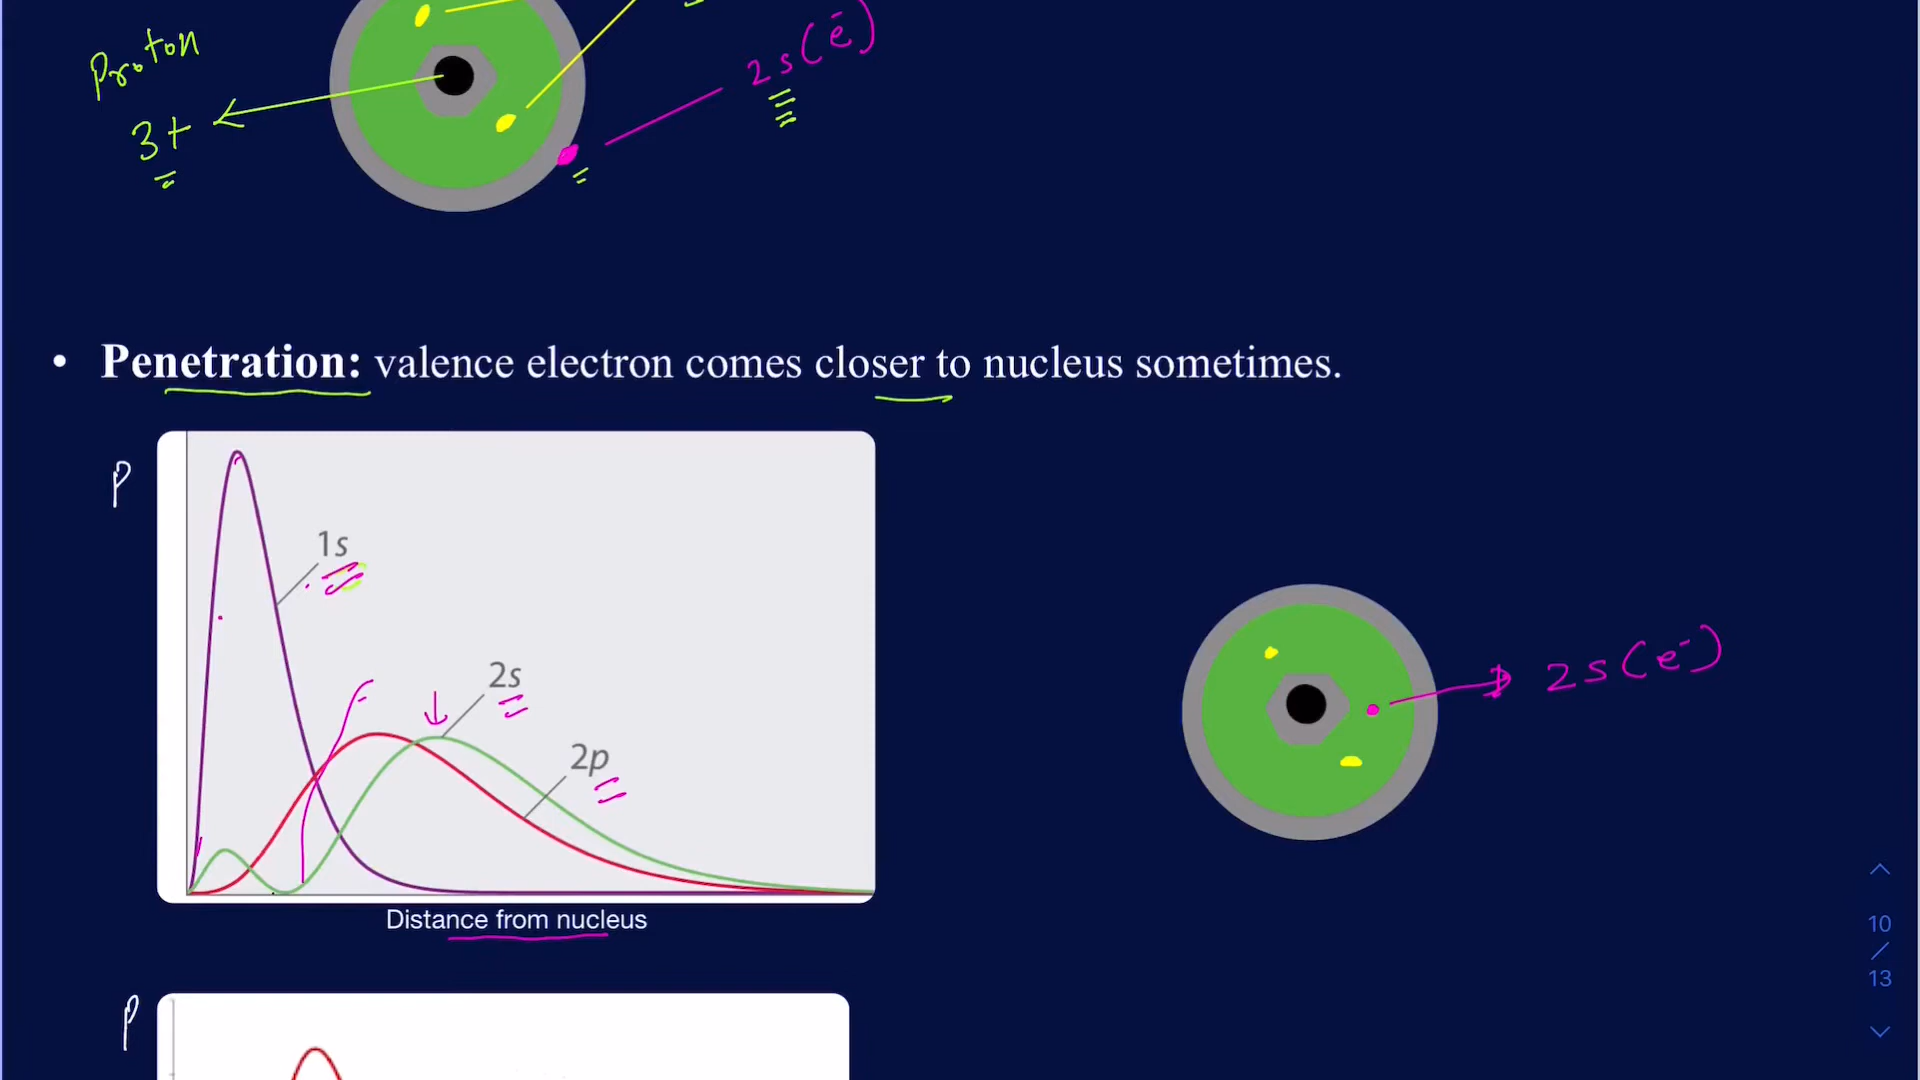 Proton
3+
2s(e⁻)
• Penetration: valence electron comes closer to nucleus sometimes.
P
1s
2s
2p
2s(e⁻)
Distance from nucleus
10
/
13
P